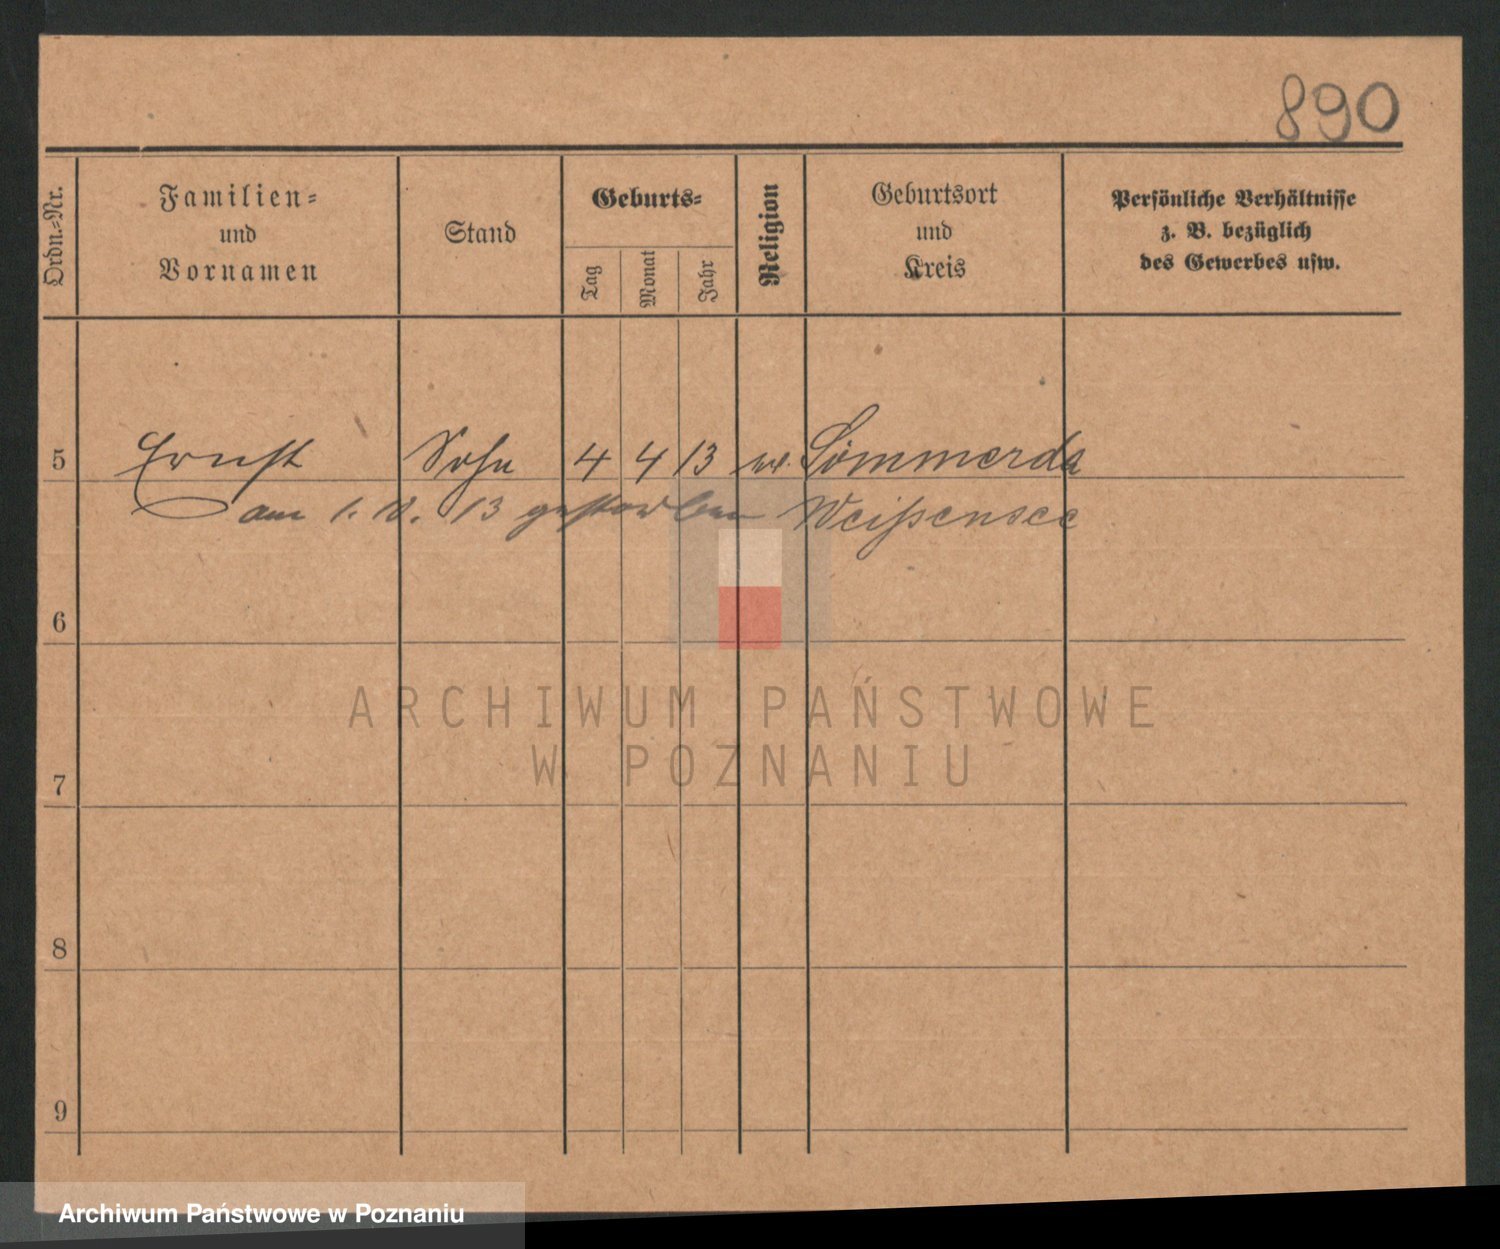 890
Ordn.-Nr.
Familien-
und
Vornamen
Stand
Geburts-
Tag
Monat
Jahr
Religion
Geburtsort
und
Kreis
Persönliche Verhältnisse
z. B. bezüglich
des Gewerbes usw.
5 Ernst Sohn 4 4 13 Sömmerda
am 1. 10. 13 gestorben Weißensee
6
7
8
9
ARCHIWUM PAŃSTWOWE
W POZNANIU
Archiwum Państwowe w Poznaniu